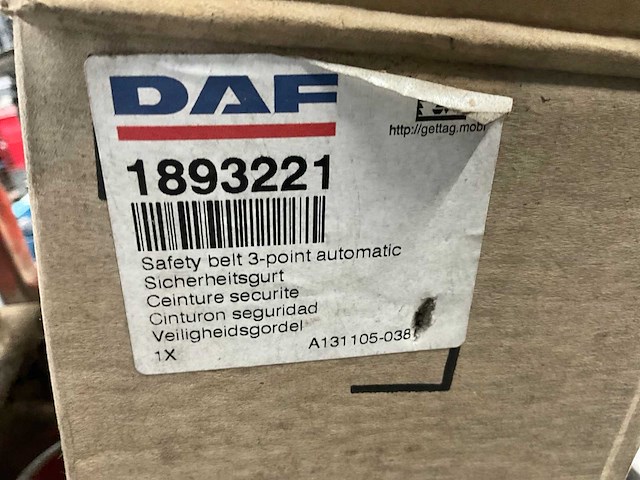 DAF
http://gettag.mobi
1893221
Safety belt 3-point automatic
Sicherheitsgurt
Ceinture securite
Cinturon seguridad
Veiligheidsgordel
1X A131105-038